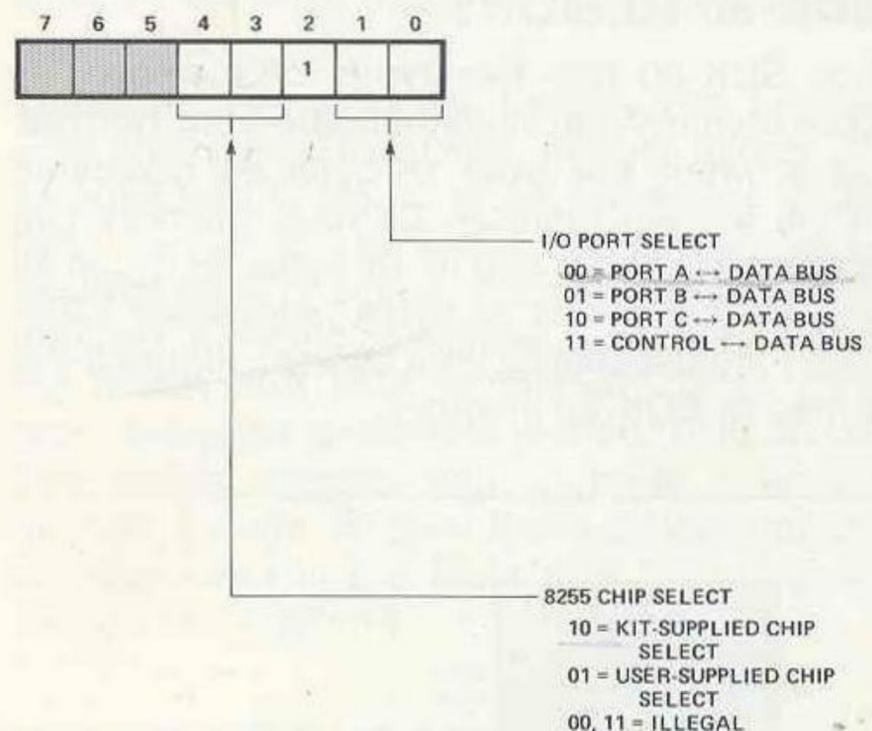 7 6 5 4 3 2 1 0
1
I/O PORT SELECT
00 = PORT A ↔ DATA BUS
01 = PORT B ↔ DATA BUS
10 = PORT C ↔ DATA BUS
11 = CONTROL ↔ DATA BUS
8255 CHIP SELECT
10 = KIT-SUPPLIED CHIP
SELECT
01 = USER-SUPPLIED CHIP
SELECT
00, 11 = ILLEGAL